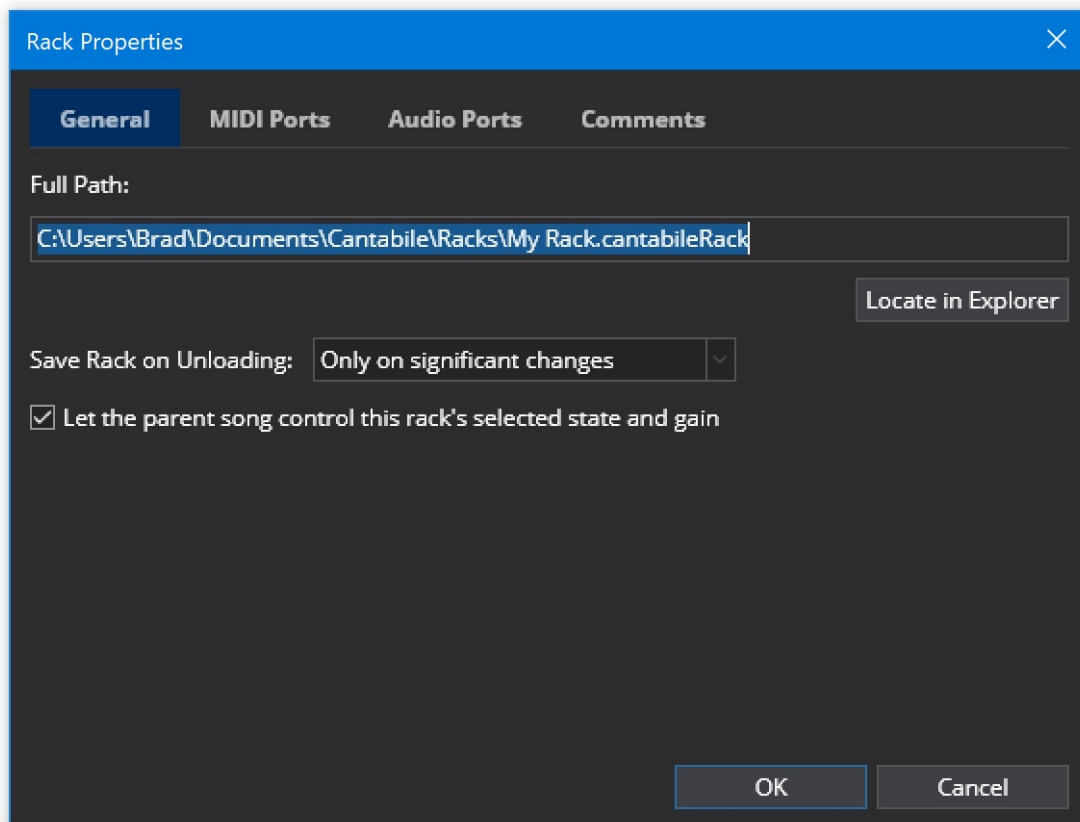 Rack Properties
General MIDI Ports Audio Ports Comments
Full Path:
C:\Users\Brad\Documents\Cantabile\Racks\My Rack.cantabileRack
Locate in Explorer
Save Rack on Unloading: Only on significant changes
Let the parent song control this rack's selected state and gain
OK Cancel